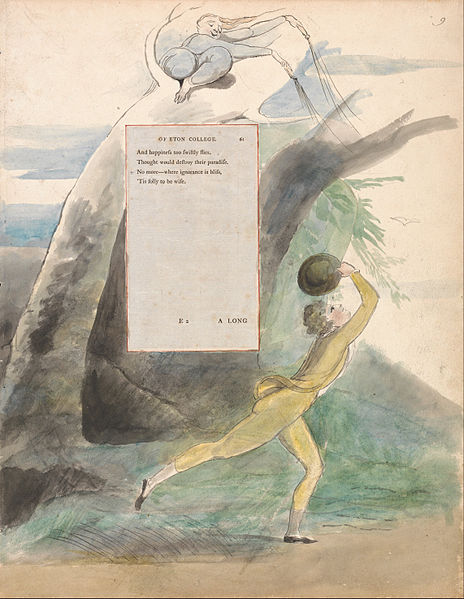 9
OF ETON COLLEGE. 61
And happineſs too ſwiftly flies,
Thought would deſtroy their paradiſe.
No more—where ignorance is bliſs,
'Tis folly to be wiſe.
E 2 A LONG